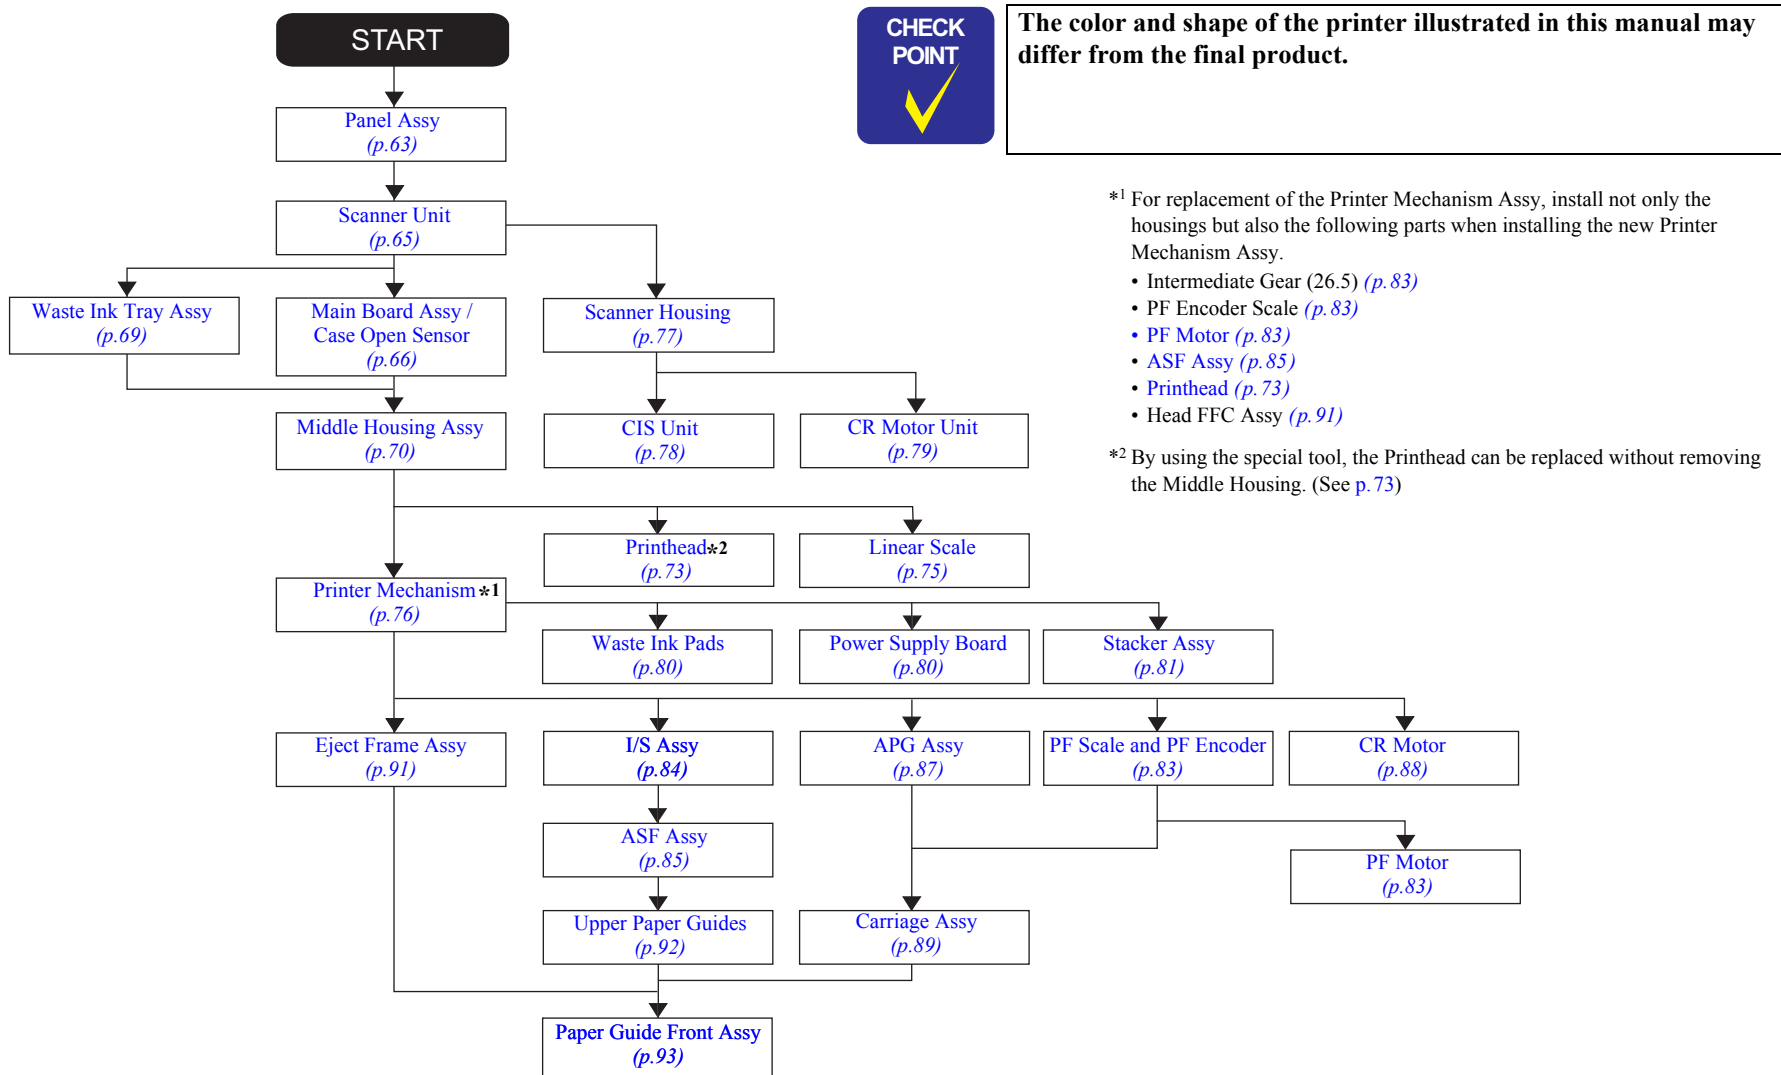 START
CHECK
POINT
The color and shape of the printer illustrated in this manual may
differ from the final product.
Panel Assy
(p.63)
Scanner Unit
(p.65)
Waste Ink Tray Assy
(p.69)
Main Board Assy /
Case Open Sensor
(p.66)
Scanner Housing
(p.77)
Middle Housing Assy
(p.70)
CIS Unit
(p.78)
CR Motor Unit
(p.79)
Printhead*2
(p.73)
Linear Scale
(p.75)
Printer Mechanism*1
(p.76)
Waste Ink Pads
(p.80)
Power Supply Board
(p.80)
Stacker Assy
(p.81)
Eject Frame Assy
(p.91)
I/S Assy
(p.84)
APG Assy
(p.87)
PF Scale and PF Encoder
(p.83)
CR Motor
(p.88)
ASF Assy
(p.85)
PF Motor
(p.83)
Upper Paper Guides
(p.92)
Carriage Assy
(p.89)
Paper Guide Front Assy
(p.93)
*1 For replacement of the Printer Mechanism Assy, install not only the
housings but also the following parts when installing the new Printer
Mechanism Assy.
• Intermediate Gear (26.5) (p.83)
• PF Encoder Scale (p.83)
• PF Motor (p.83)
• ASF Assy (p.85)
• Printhead (p.73)
• Head FFC Assy (p.91)
*2 By using the special tool, the Printhead can be replaced without removing
the Middle Housing. (See p.73)